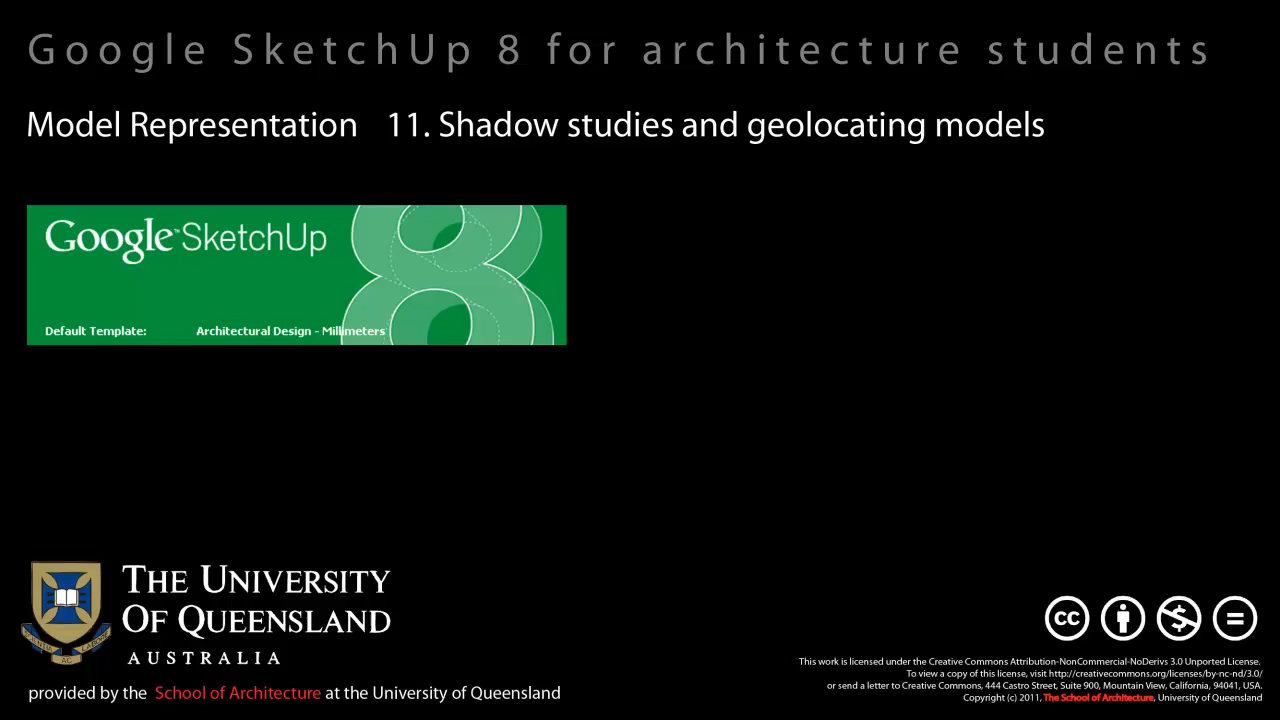 Google SketchUp 8 for architecture students
Model Representation 11. Shadow studies and geolocating models
Google™ SketchUp 8
Default Template: Architectural Design - Millimeters
THE UNIVERSITY
OF QUEENSLAND
AUSTRALIA
provided by the School of Architecture at the University of Queensland
cc $ =
This work is licensed under the Creative Commons Attribution-NonCommercial-NoDerivs 3.0 Unported License.
To view a copy of this license, visit http://creativecommons.org/licenses/by-nc-nd/3.0/
or send a letter to Creative Commons, 444 Castro Street, Suite 900, Mountain View, California, 94041, USA.
Copyright (c) 2011, The School of Architecture, University of Queensland